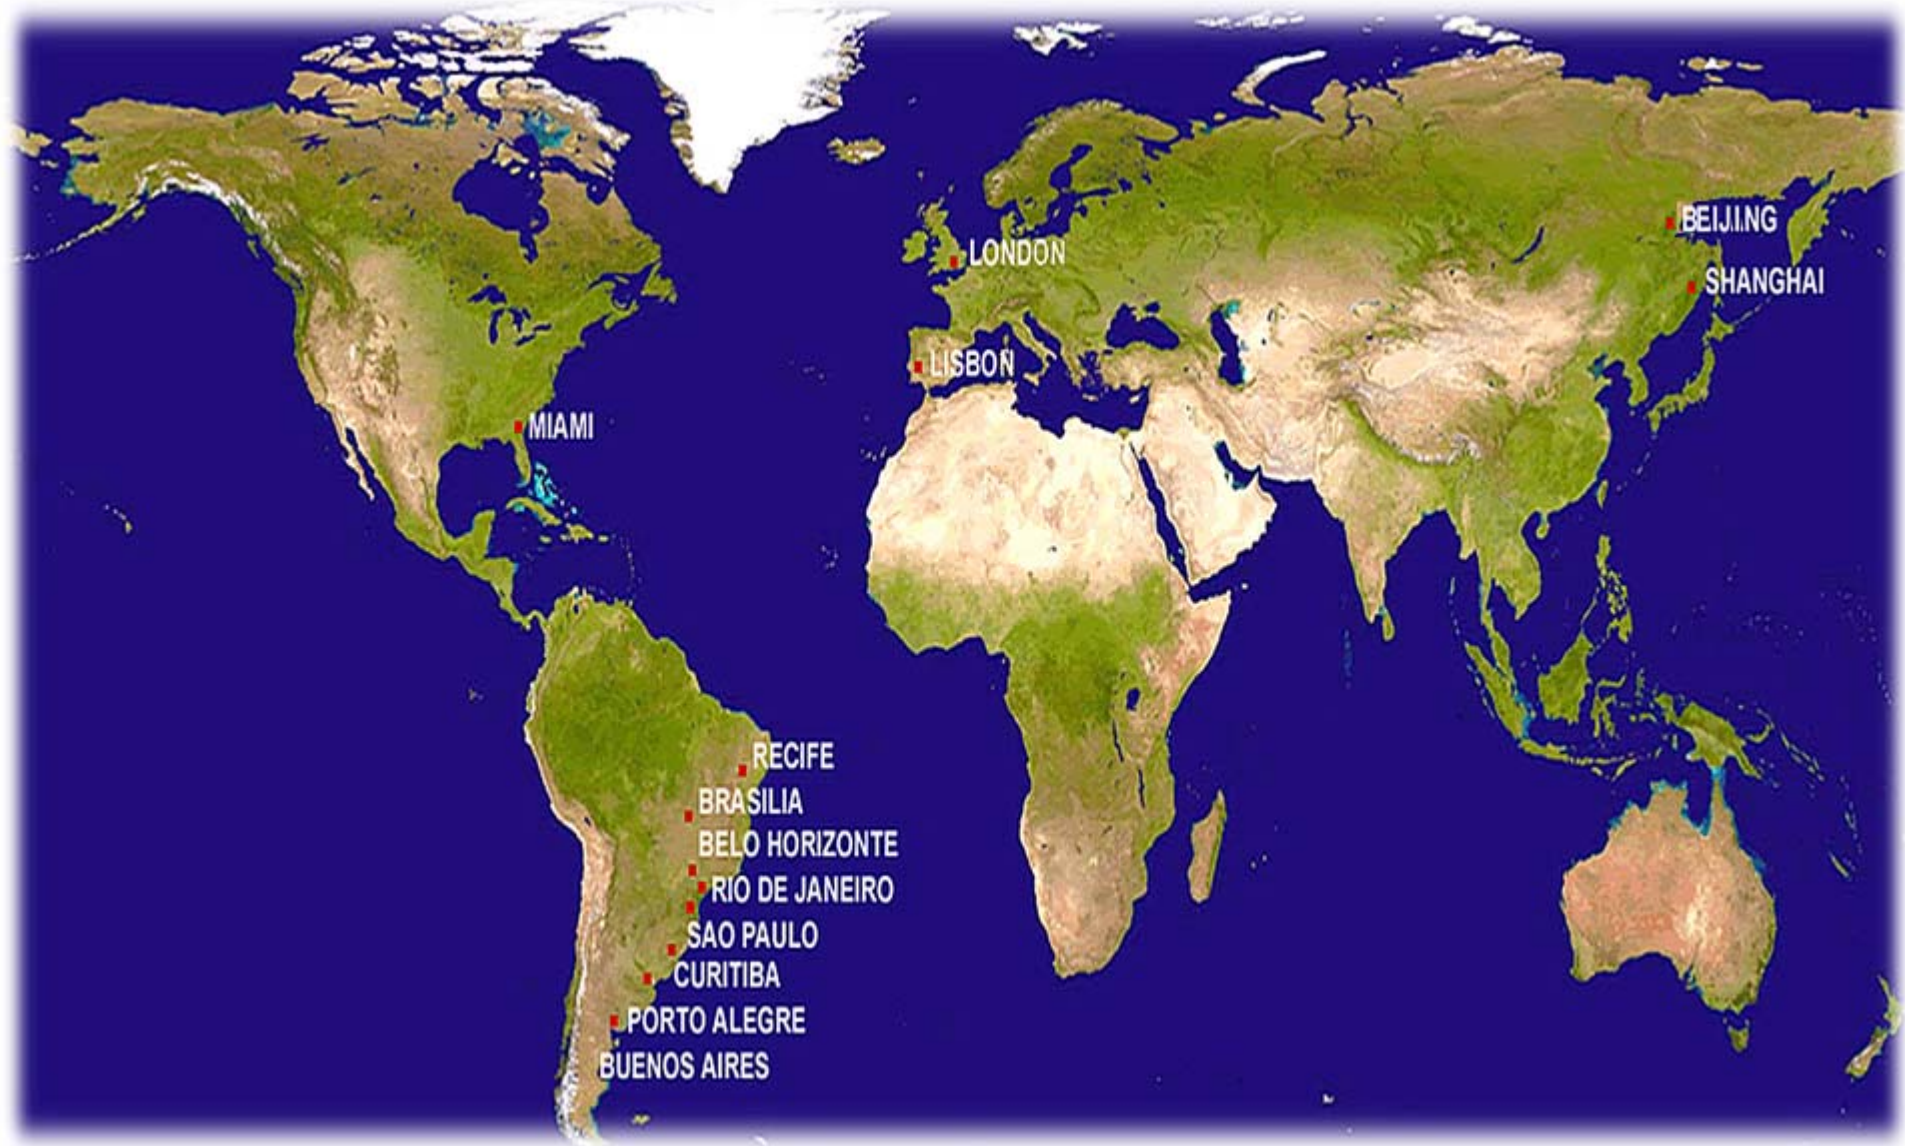 BEIJING
LONDON
SHANGHAI
LISBON
MIAMI
RECIFE
BRASILIA
BELO HORIZONTE
RIO DE JANEIRO
SAO PAULO
CURITIBA
PORTO ALEGRE
BUENOS AIRES